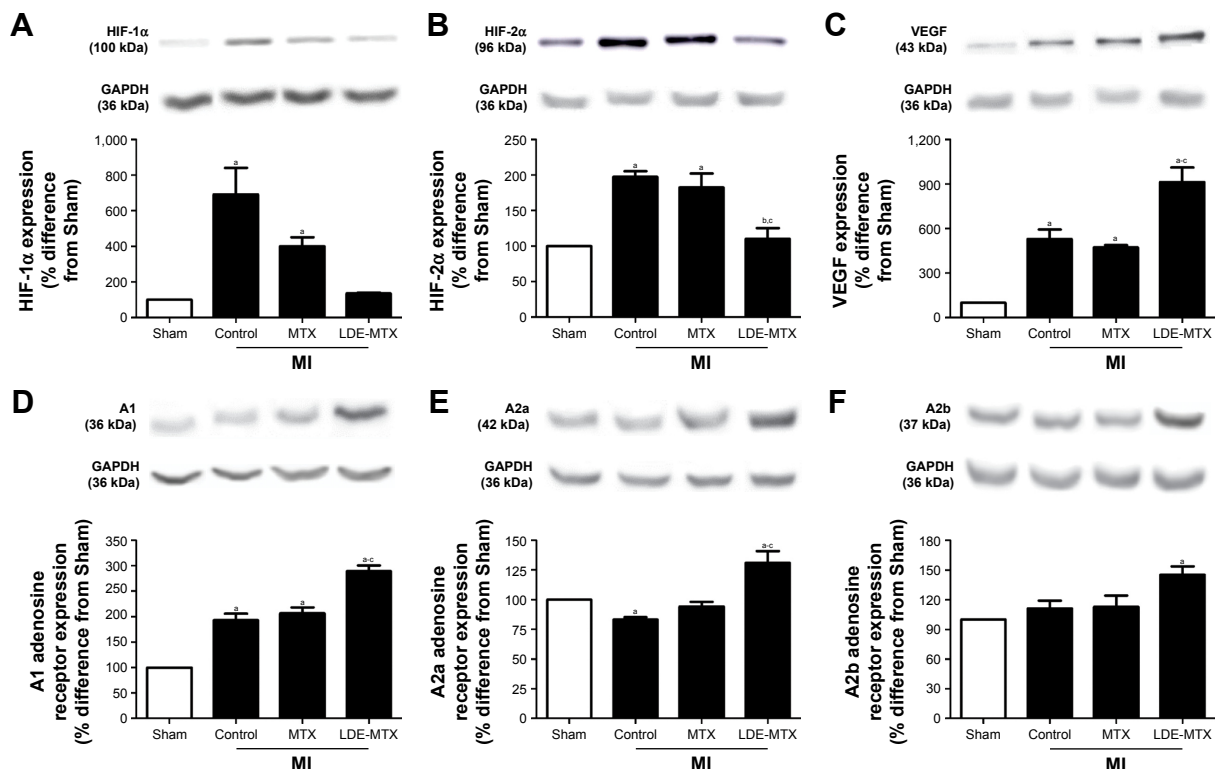 A
HIF-1α
(100 kDa)
GAPDH
(36 kDa)
HIF-1α expression
(% difference
from Sham)
1,000
800
600
400
200
0
a
a
Sham
Control
MTX
LDE-MTX
MI
B
HIF-2α
(96 kDa)
GAPDH
(36 kDa)
HIF-2α expression
(% difference
from Sham)
250
200
150
100
50
0
a
a
b,c
Sham
Control
MTX
LDE-MTX
MI
C
VEGF
(43 kDa)
GAPDH
(36 kDa)
VEGF expression
(% difference
from Sham)
1,200
900
600
300
0
a
a
a-c
Sham
Control
MTX
LDE-MTX
MI
D
A1
(36 kDa)
GAPDH
(36 kDa)
A1 adenosine
receptor expression
(% difference from Sham)
350
300
250
200
150
100
50
0
a
a
a-c
Sham
Control
MTX
LDE-MTX
MI
E
A2a
(42 kDa)
GAPDH
(36 kDa)
A2a adenosine
receptor expression
(% difference from Sham)
150
125
100
75
50
25
0
a
a-c
Sham
Control
MTX
LDE-MTX
MI
F
A2b
(37 kDa)
GAPDH
(36 kDa)
A2b adenosine
receptor expression
(% difference from Sham)
180
150
120
90
60
30
0
a
Sham
Control
MTX
LDE-MTX
MI